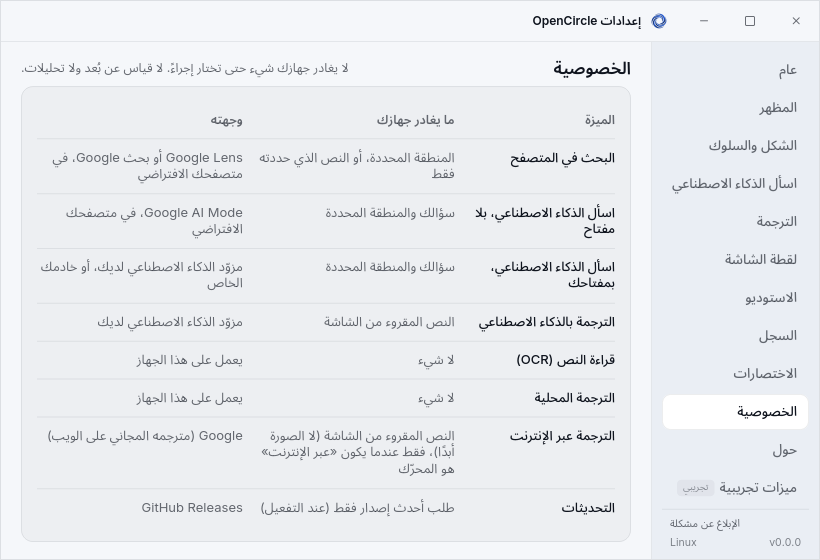 إعدادات OpenCircle
عام
المظهر
الشكل والسلوك
اسأل الذكاء الاصطناعي
الترجمة
لقطة الشاشة
الاستوديو
السجل
الاختصارات
الخصوصية
حول
ميزات تجريبية تجريبي
الإبلاغ عن مشكلة
v0.0.0 Linux
الخصوصية
لا يغادر جهازك شيء حتى تختار إجراءً. لا قياس عن بُعد ولا تحليلات.
الميزة ما يغادر جهازك وجهته
البحث في المتصفح
المنطقة المحددة، أو النص الذي حددته
فقط
Google Lens أو بحث Google، في
متصفحك الافتراضي
اسأل الذكاء الاصطناعي، بلا
مفتاح
سؤالك والمنطقة المحددة
Google AI Mode، في متصفحك
الافتراضي
اسأل الذكاء الاصطناعي،
بمفتاحك
سؤالك والمنطقة المحددة
مزوّد الذكاء الاصطناعي لديك، أو خادمك
الخاص
الترجمة بالذكاء الاصطناعي النص المقروء من الشاشة مزوّد الذكاء الاصطناعي لديك
قراءة النص (OCR) لا شيء يعمل على هذا الجهاز
الترجمة المحلية لا شيء يعمل على هذا الجهاز
الترجمة عبر الإنترنت
النص المقروء من الشاشة (لا الصورة
أبدًا)، فقط عندما يكون «عبر الإنترنت»
هو المحرّك
Google (مترجمه المجاني على الويب)
التحديثات طلب أحدث إصدار فقط (عند التفعيل) GitHub Releases